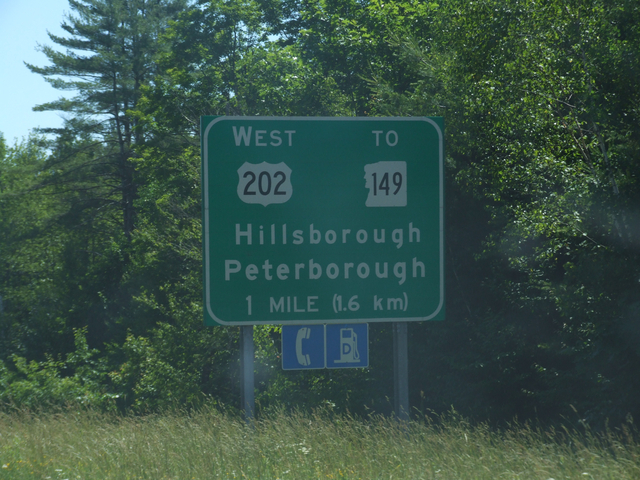 WEST TO
202 149
Hillsborough
Peterborough
1 MILE (1.6 km)
D